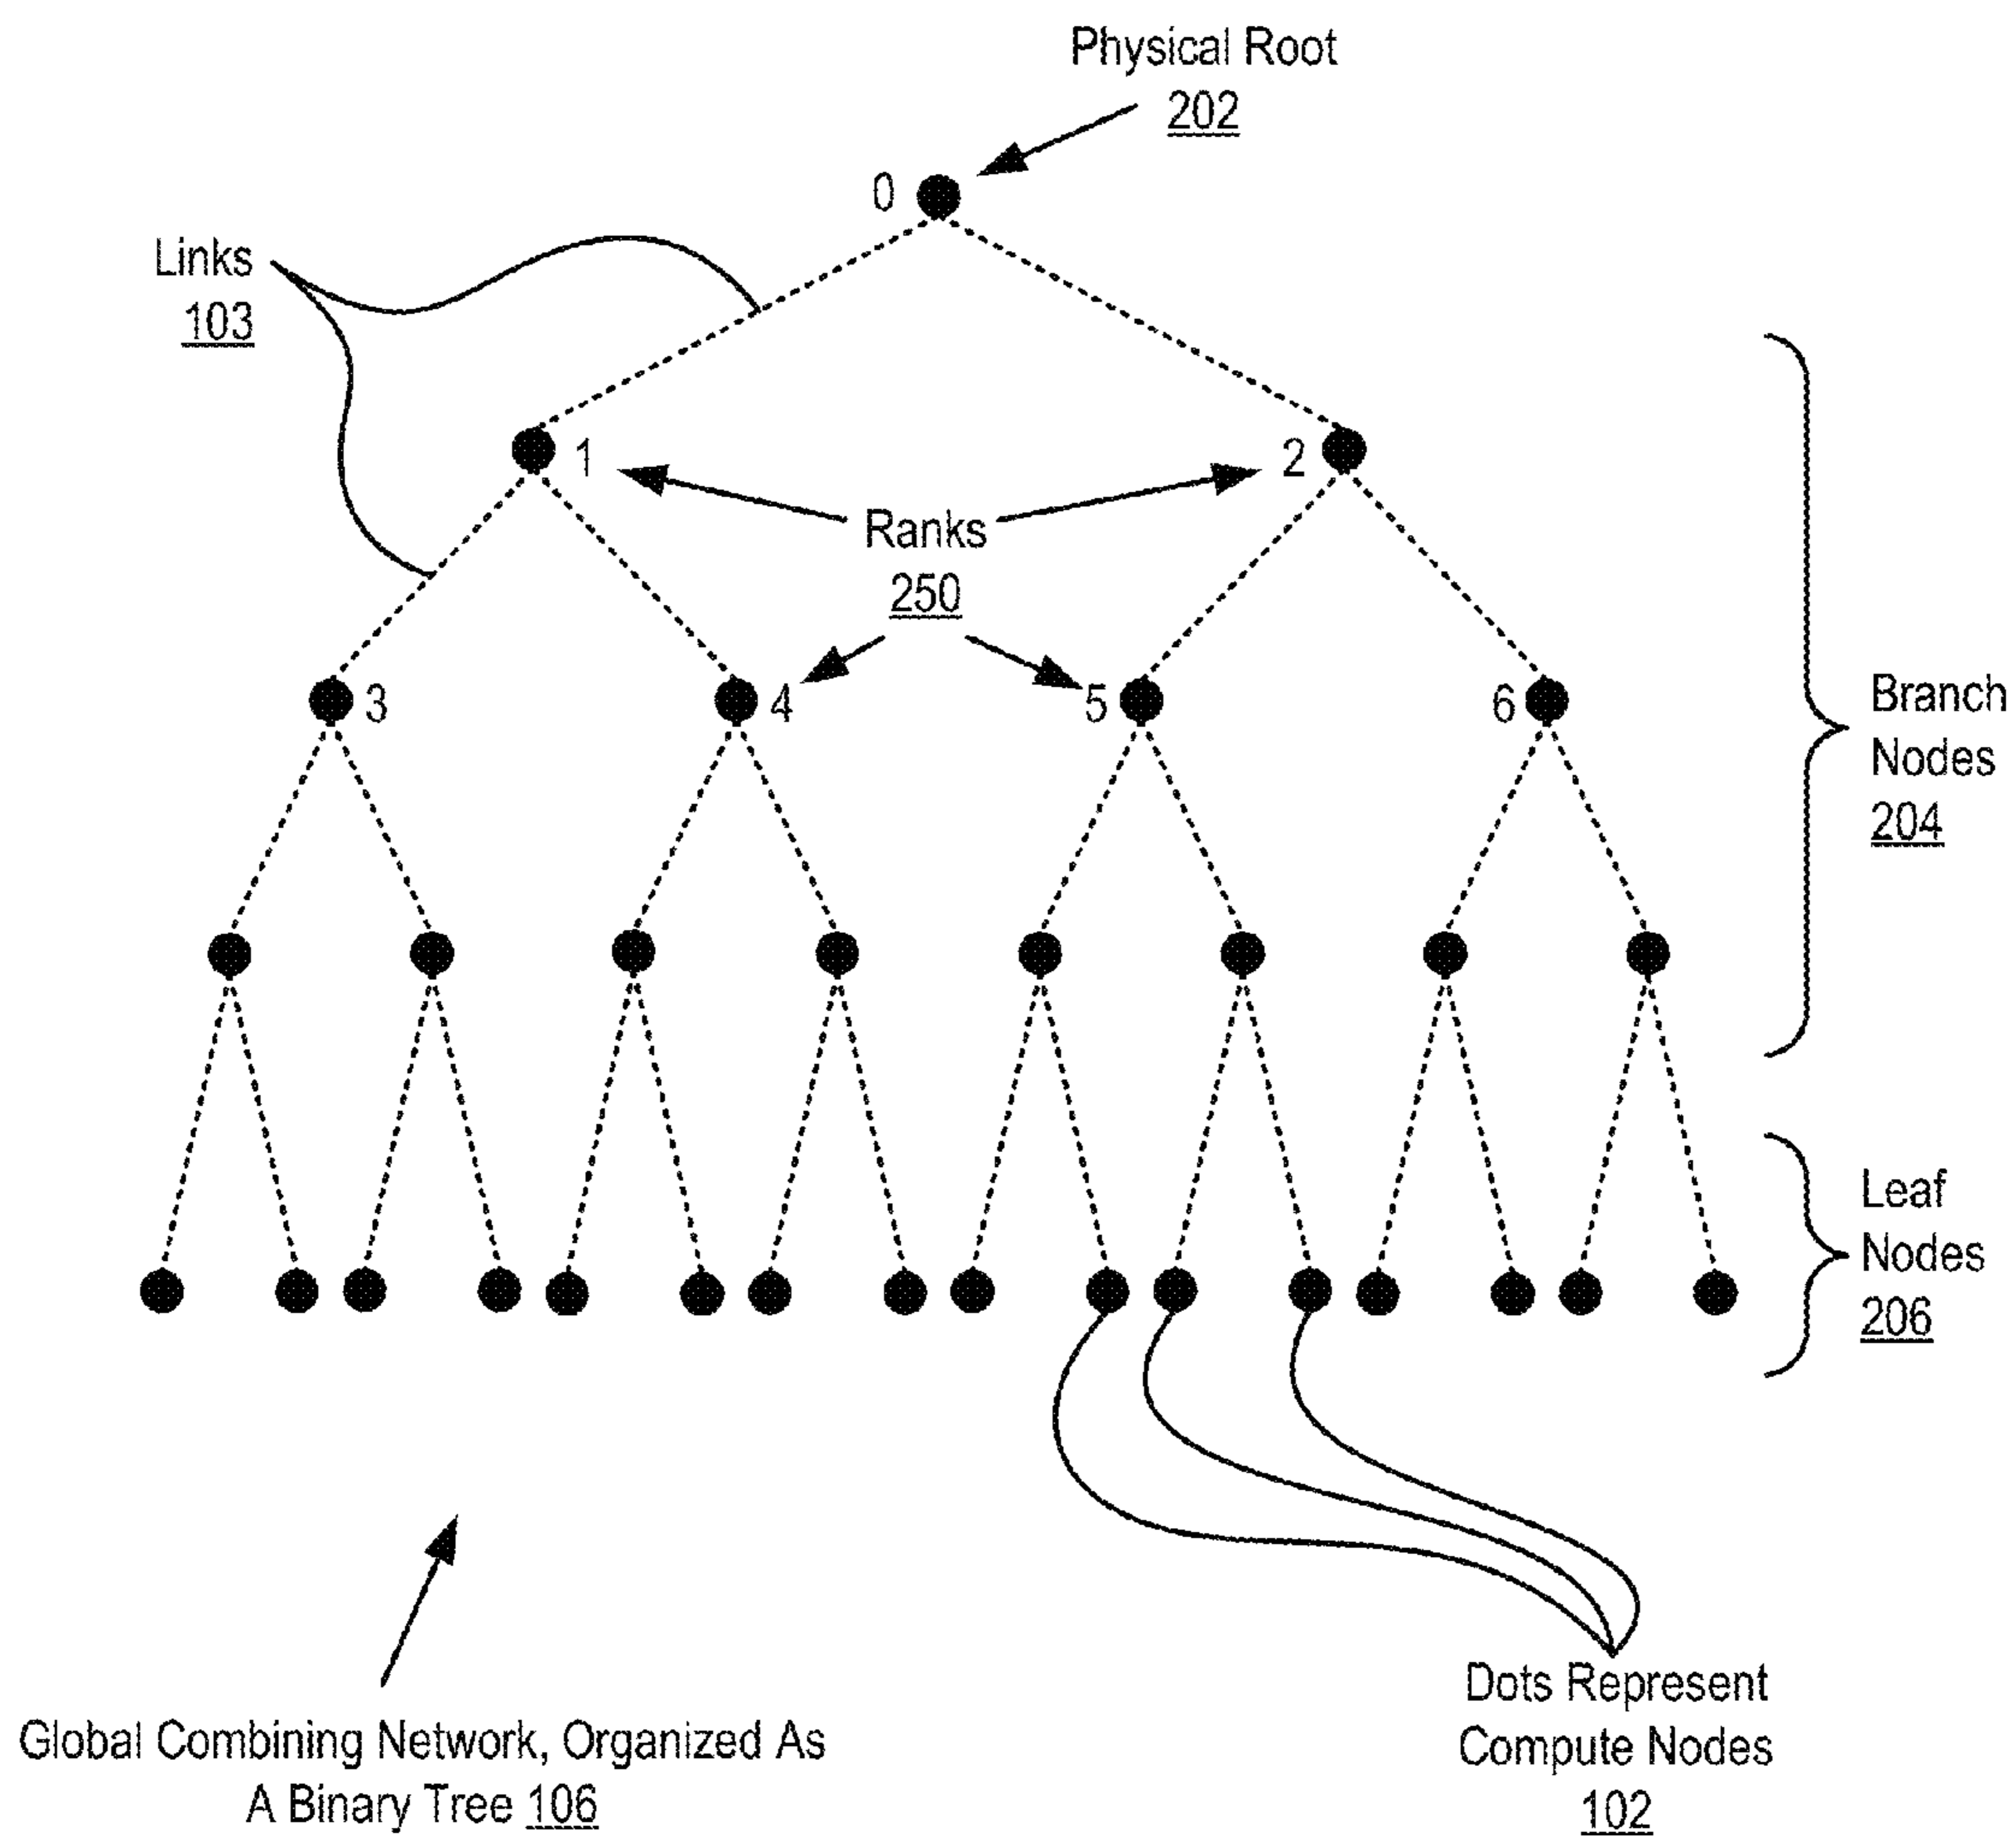 Physical Root
202
0
Links
103
1
2
Ranks
250
3
4
5
6
Branch
Nodes
204
Leaf
Nodes
206
Global Combining Network, Organized As
A Binary Tree 106
Dots Represent
Compute Nodes
102